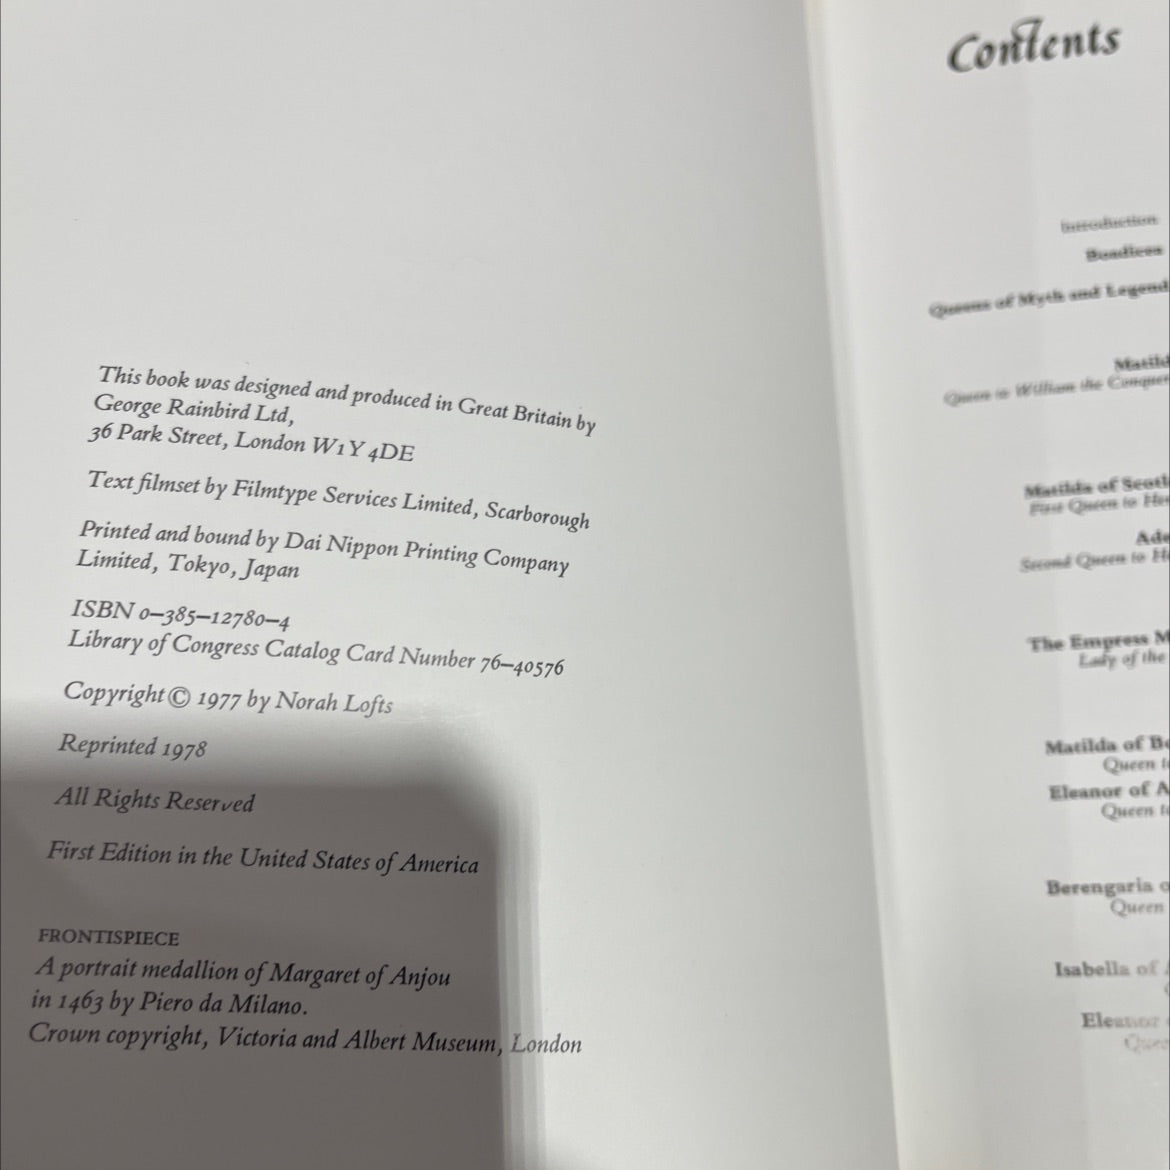 This book was designed and produced in Great Britain by
George Rainbird Ltd,
36 Park Street, London W1Y 4DE
Text filmset by Filmtype Services Limited, Scarborough
Printed and bound by Dai Nippon Printing Company
Limited, Tokyo, Japan
ISBN 0–385–12780–4
Library of Congress Catalog Card Number 76–40576
Copyright © 1977 by Norah Lofts
Reprinted 1978
All Rights Reserved
First Edition in the United States of America
FRONTISPIECE
A portrait medallion of Margaret of Anjou
in 1463 by Piero da Milano.
Crown copyright, Victoria and Albert Museum, London
Contents
Introduction
Boadicea
Queens of Myth and Legend
Matild
Queen to William the Conquer
Matilda of Scotl
First Queen to He
Ade
Second Queen to H
The Empress M
Lady of the
Matilda of B
Queen t
Eleanor of A
Queen t
Berengaria o
Queen
Isabella of
Eleanor
Quee